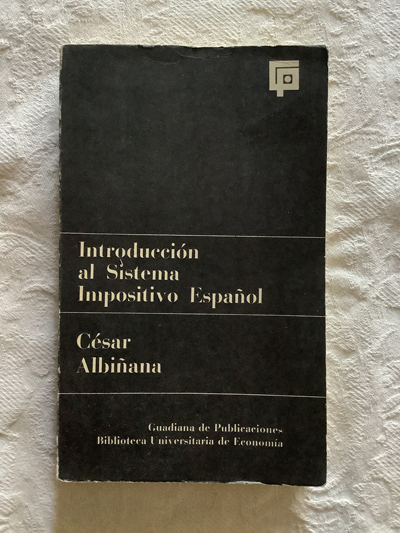 Introducción
al Sistema
Impositivo Español
César
Albiñana
Guadiana de Publicaciones
Biblioteca Universitaria de Economía